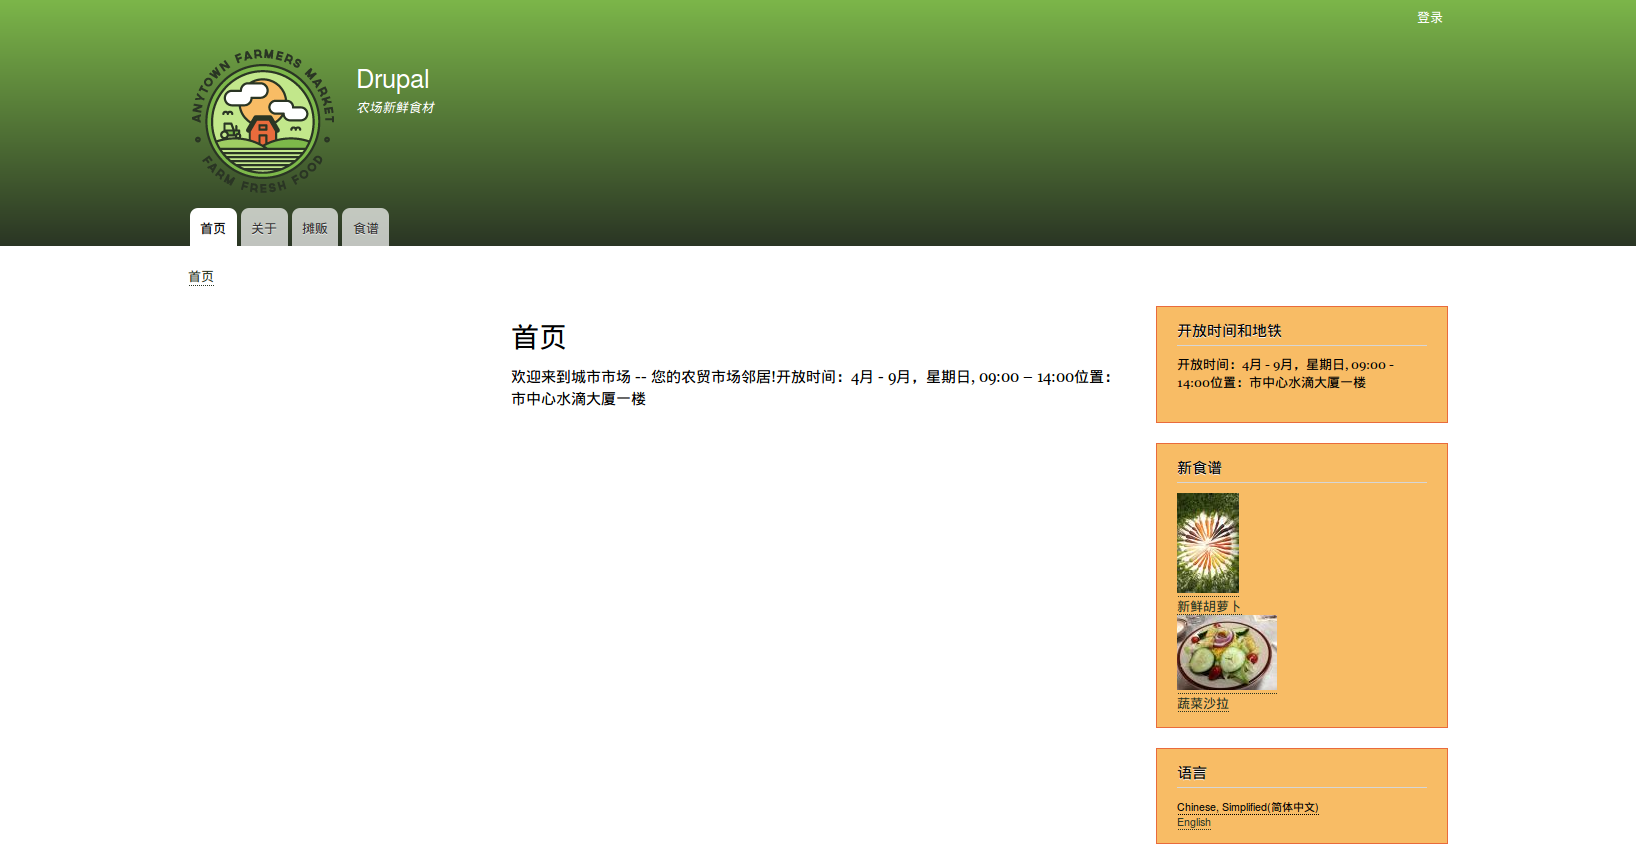 登录
ANYTOWN FARMERS MARKET
FARM FRESH FOOD
Drupal
农场新鲜食材
首页
关于
摊贩
食谱
首页
首页
欢迎来到城市市场 -- 您的农贸市场邻居!开放时间：4月 - 9月，星期日, 09:00 – 14:00位置：
市中心水滴大厦一楼
开放时间和地铁
开放时间：4月 - 9月，星期日, 09:00 -
14:00位置：市中心水滴大厦一楼
新食谱
新鲜胡萝卜
蔬菜沙拉
语言
Chinese, Simplified(简体中文)
English